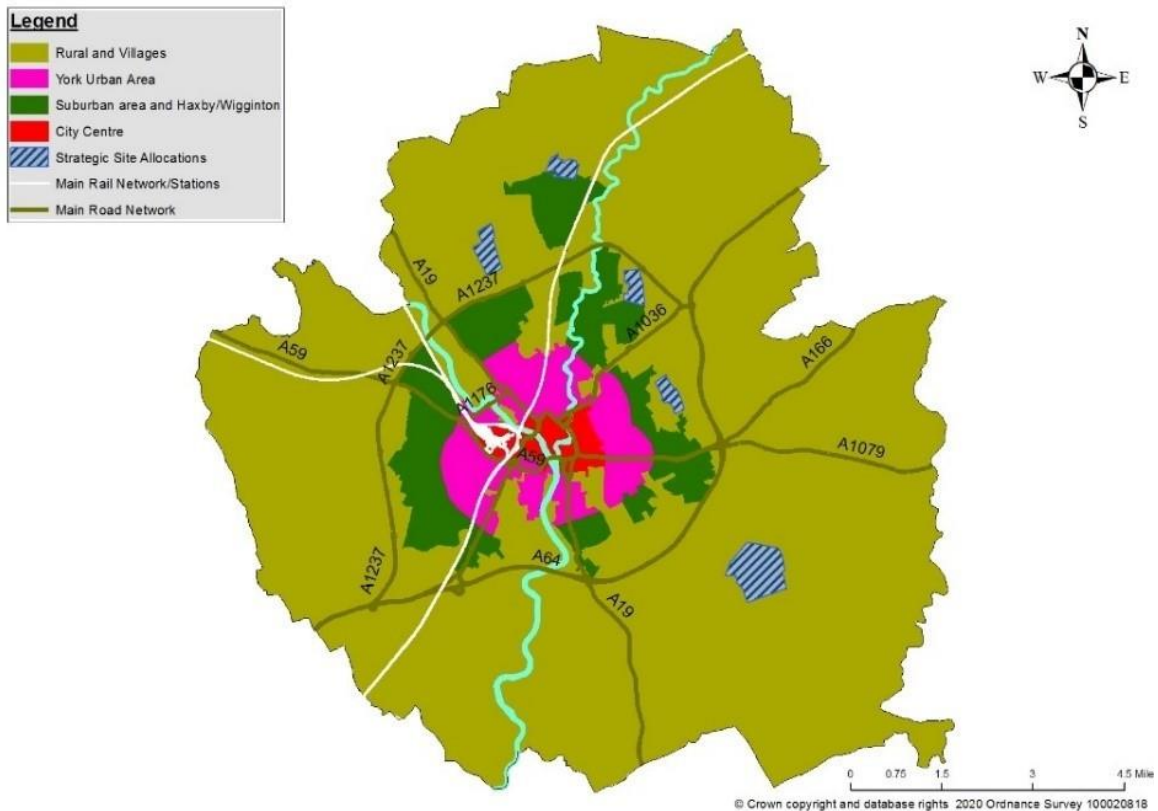 Legend
Rural and Villages
York Urban Area
Suburban area and Haxby/Wigginton
City Centre
Strategic Site Allocations
Main Rail Network/Stations
Main Road Network
N
W E
S
A19
A1237
A59
A1237
A1036
A166
A1176
A59
A1079
A64
A1237
A19
0 0.75 1.5 3 4.5 Mile
© Crown copyright and database rights 2020 Ordnance Survey 100020818